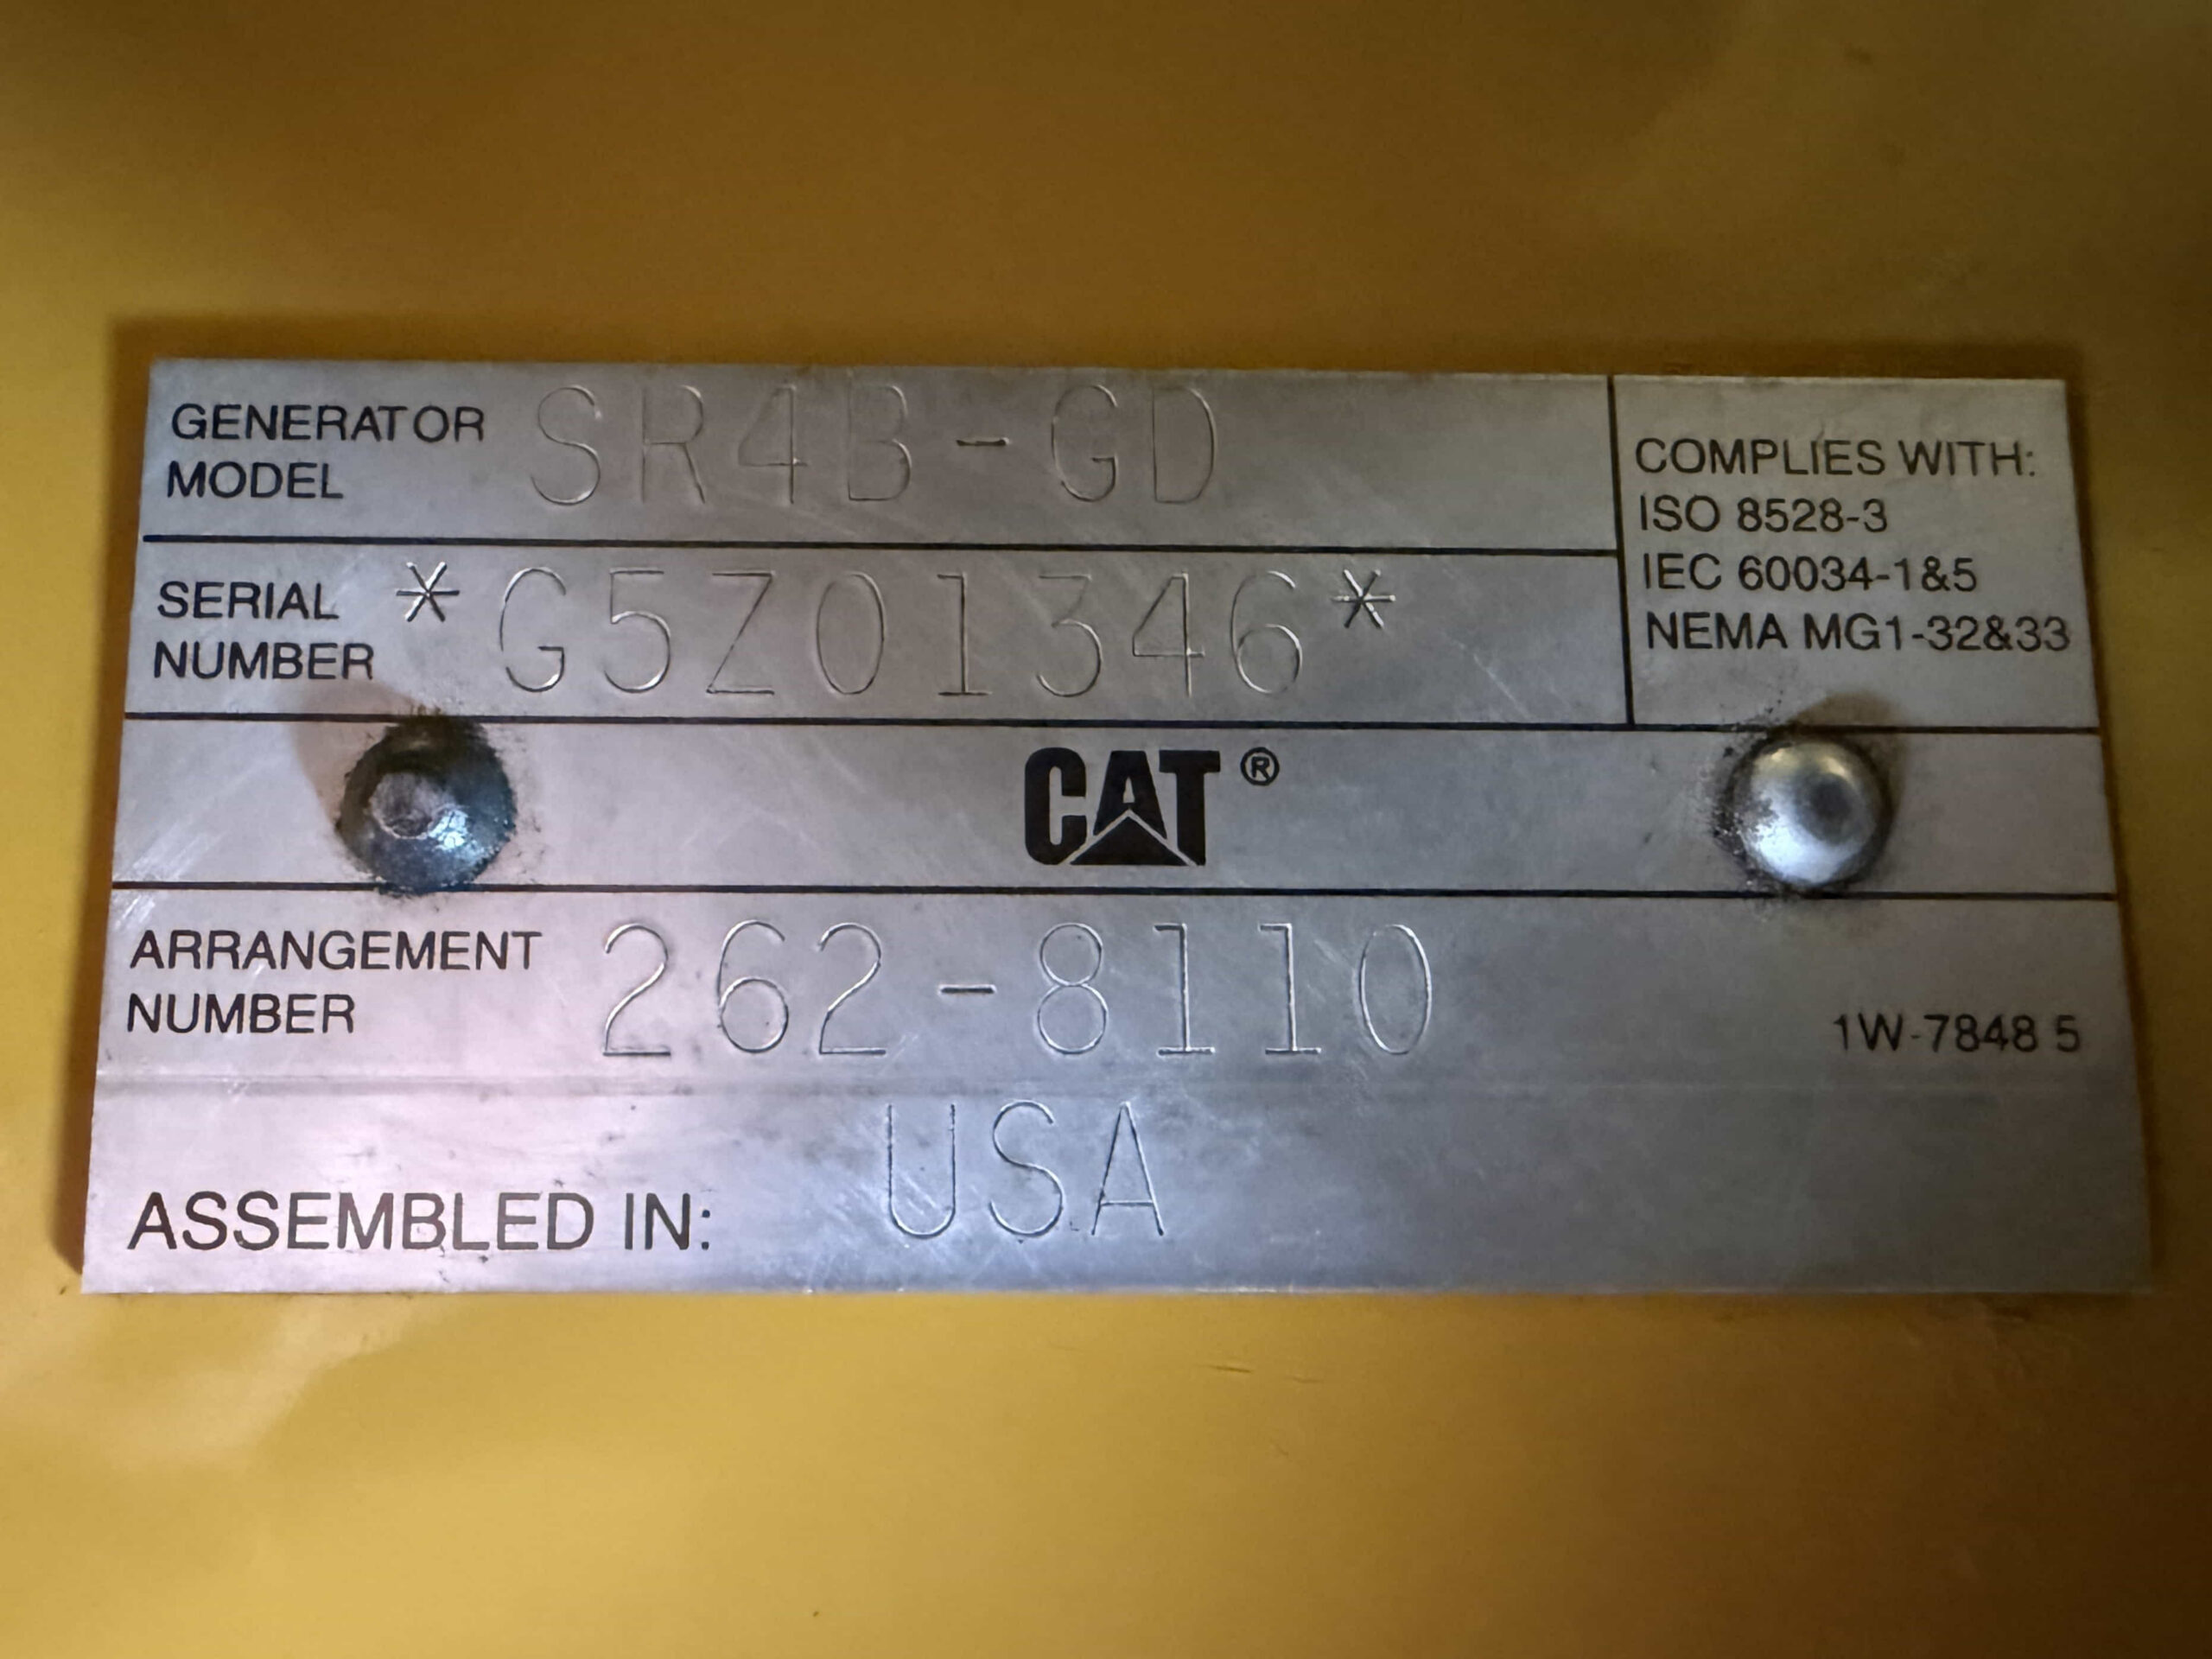 GENERATOR MODEL SR4B-GD
SERIAL NUMBER *G5Z01346*
COMPLIES WITH:
ISO 8528-3
IEC 60034-1&5
NEMA MG1-32&33
CAT®
ARRANGEMENT NUMBER 262-8110
1W-7848 5
ASSEMBLED IN: USA